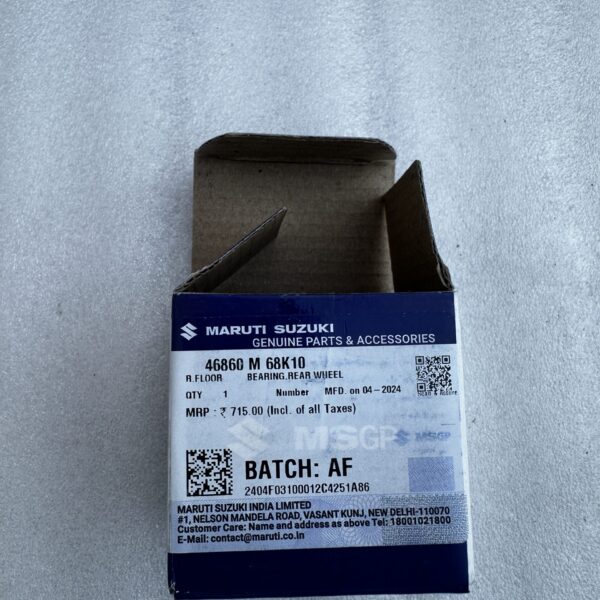 MARUTI SUZUKI
GENUINE PARTS & ACCESSORIES
46860 M 68K10
R.FLOOR BEARING,REAR WHEEL
QTY 1 Number MFD. on 04-2024
MRP : ₹ 715.00 (Incl. of all Taxes)
MSGP MSGP
BATCH: AF
2404F03100012C4251A86
MARUTI SUZUKI INDIA LIMITED
#1, NELSON MANDELA ROAD, VASANT KUNJ, NEW DELHI-110070
Customer Care: Name and address as above Tel: 18001021800
E-Mail: contact@maruti.co.in